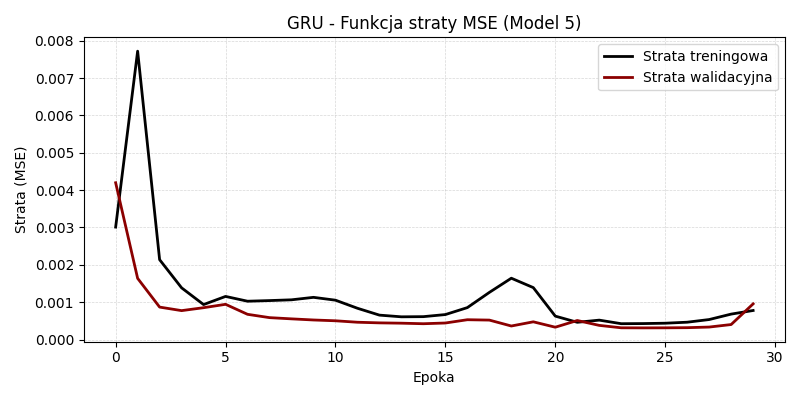 GRU - Funkcja straty MSE (Model 5)
Strata treningowa
Strata walidacyjna
Strata (MSE)
0.008
0.007
0.006
0.005
0.004
0.003
0.002
0.001
0.000
0 5 10 15 20 25 30
Epoka